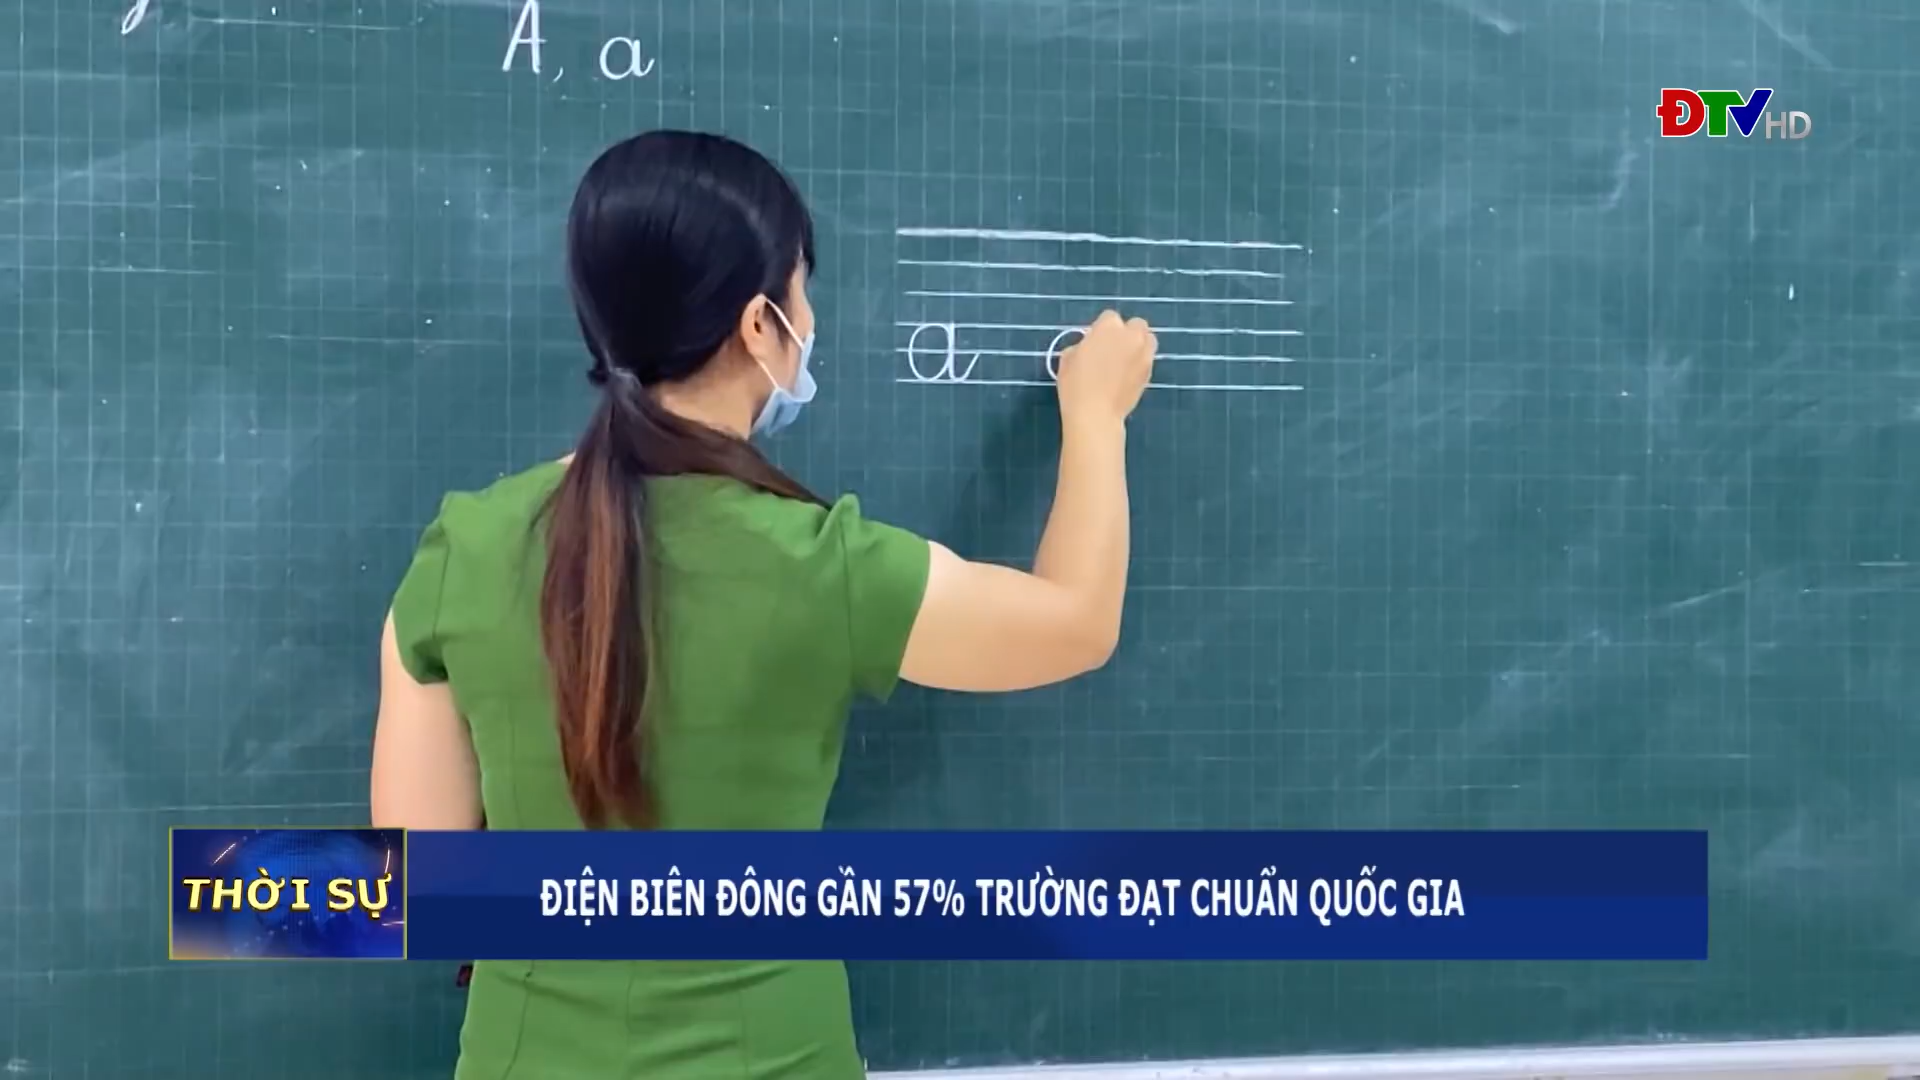 A, a
ĐTV HD
a
THỜI SỰ
ĐIỆN BIÊN ĐÔNG GẦN 57% TRƯỜNG ĐẠT CHUẨN QUỐC GIA